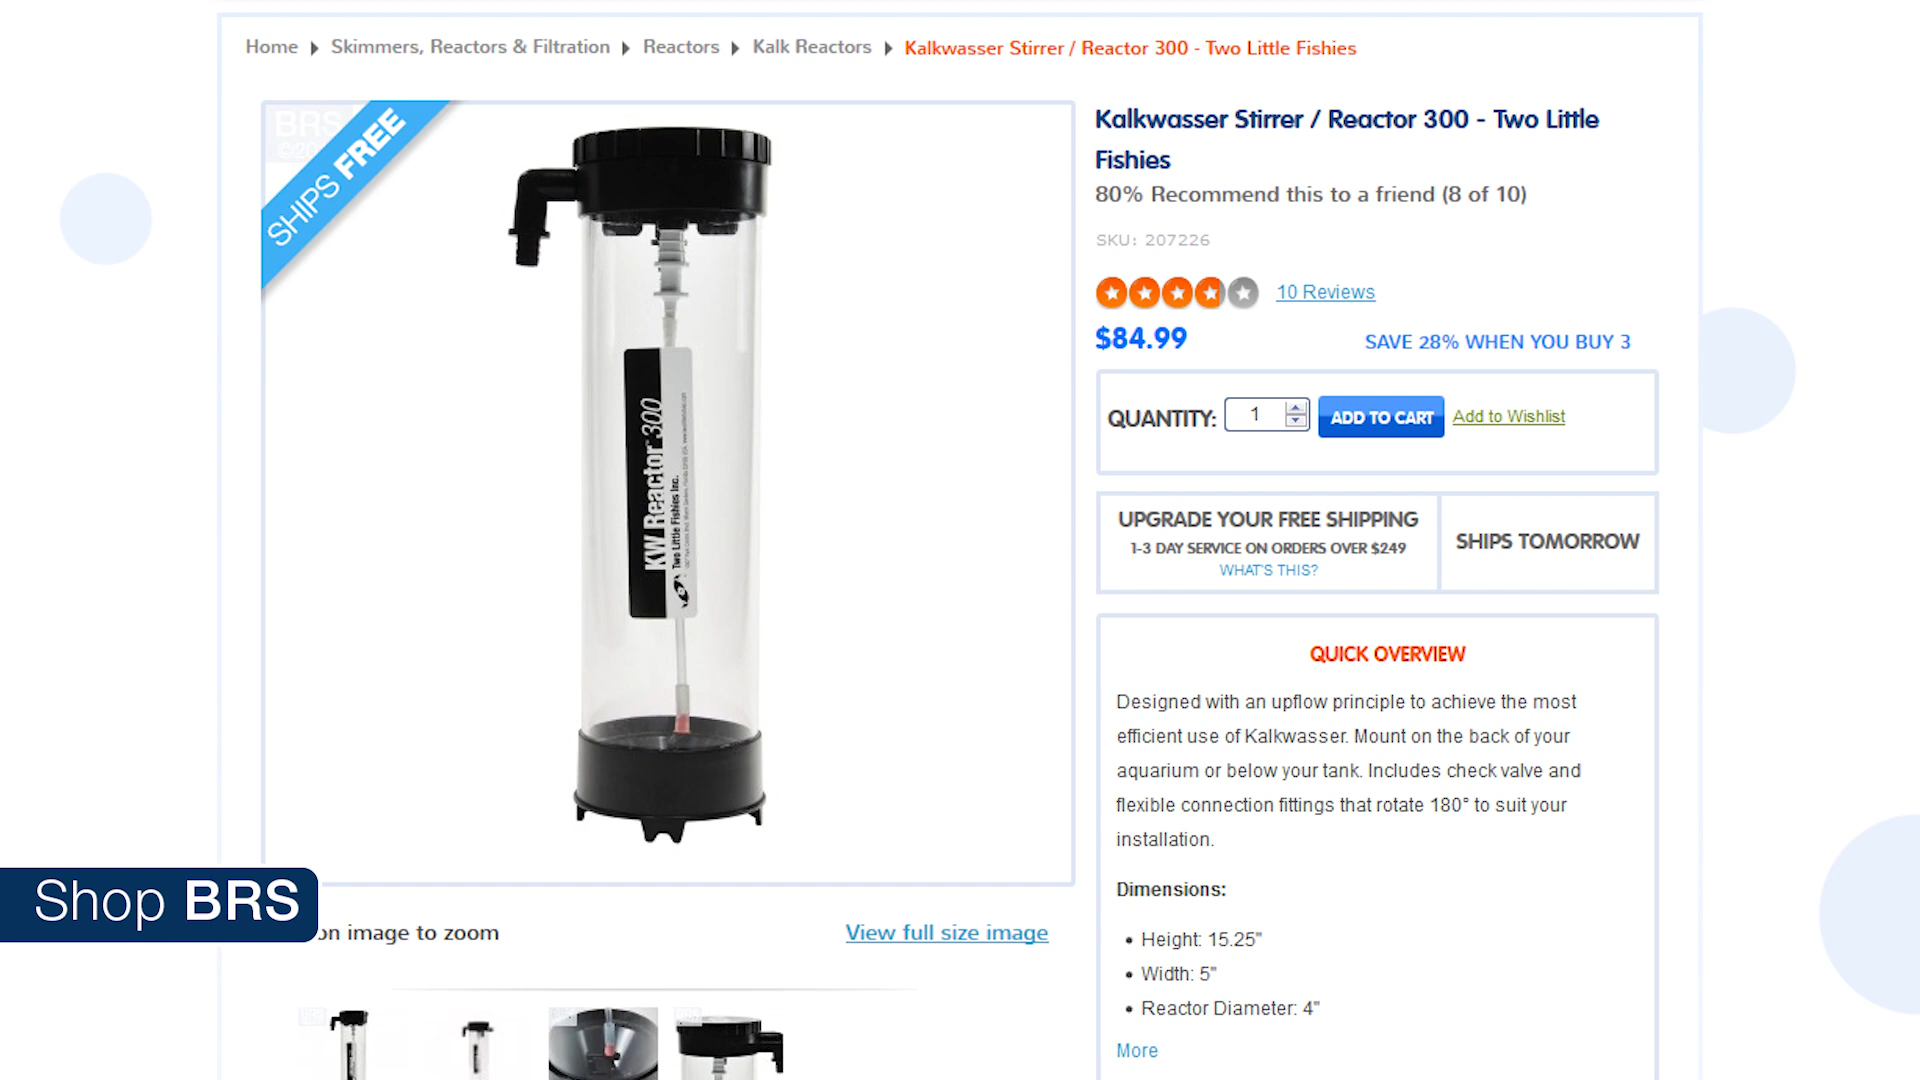 Home Skimmers, Reactors & Filtration Reactors Kalk Reactors Kalkwasser Stirrer / Reactor 300 - Two Little Fishies
BRS
SHIPS FREE
KW Reactor 300
Two Little Fishies Inc.
Kalkwasser Stirrer / Reactor 300 - Two Little
Fishies
80% Recommend this to a friend (8 of 10)
SKU: 207226
10 Reviews
$84.99 SAVE 28% WHEN YOU BUY 3
QUANTITY: 1 ADD TO CART Add to Wishlist
UPGRADE YOUR FREE SHIPPING
1-3 DAY SERVICE ON ORDERS OVER $249
WHAT'S THIS?
SHIPS TOMORROW
QUICK OVERVIEW
Designed with an upflow principle to achieve the most
efficient use of Kalkwasser. Mount on the back of your
aquarium or below your tank. Includes check valve and
flexible connection fittings that rotate 180° to suit your
installation.
Dimensions:
• Height: 15.25"
• Width: 5"
• Reactor Diameter: 4"
More
Shop BRS
on image to zoom
View full size image